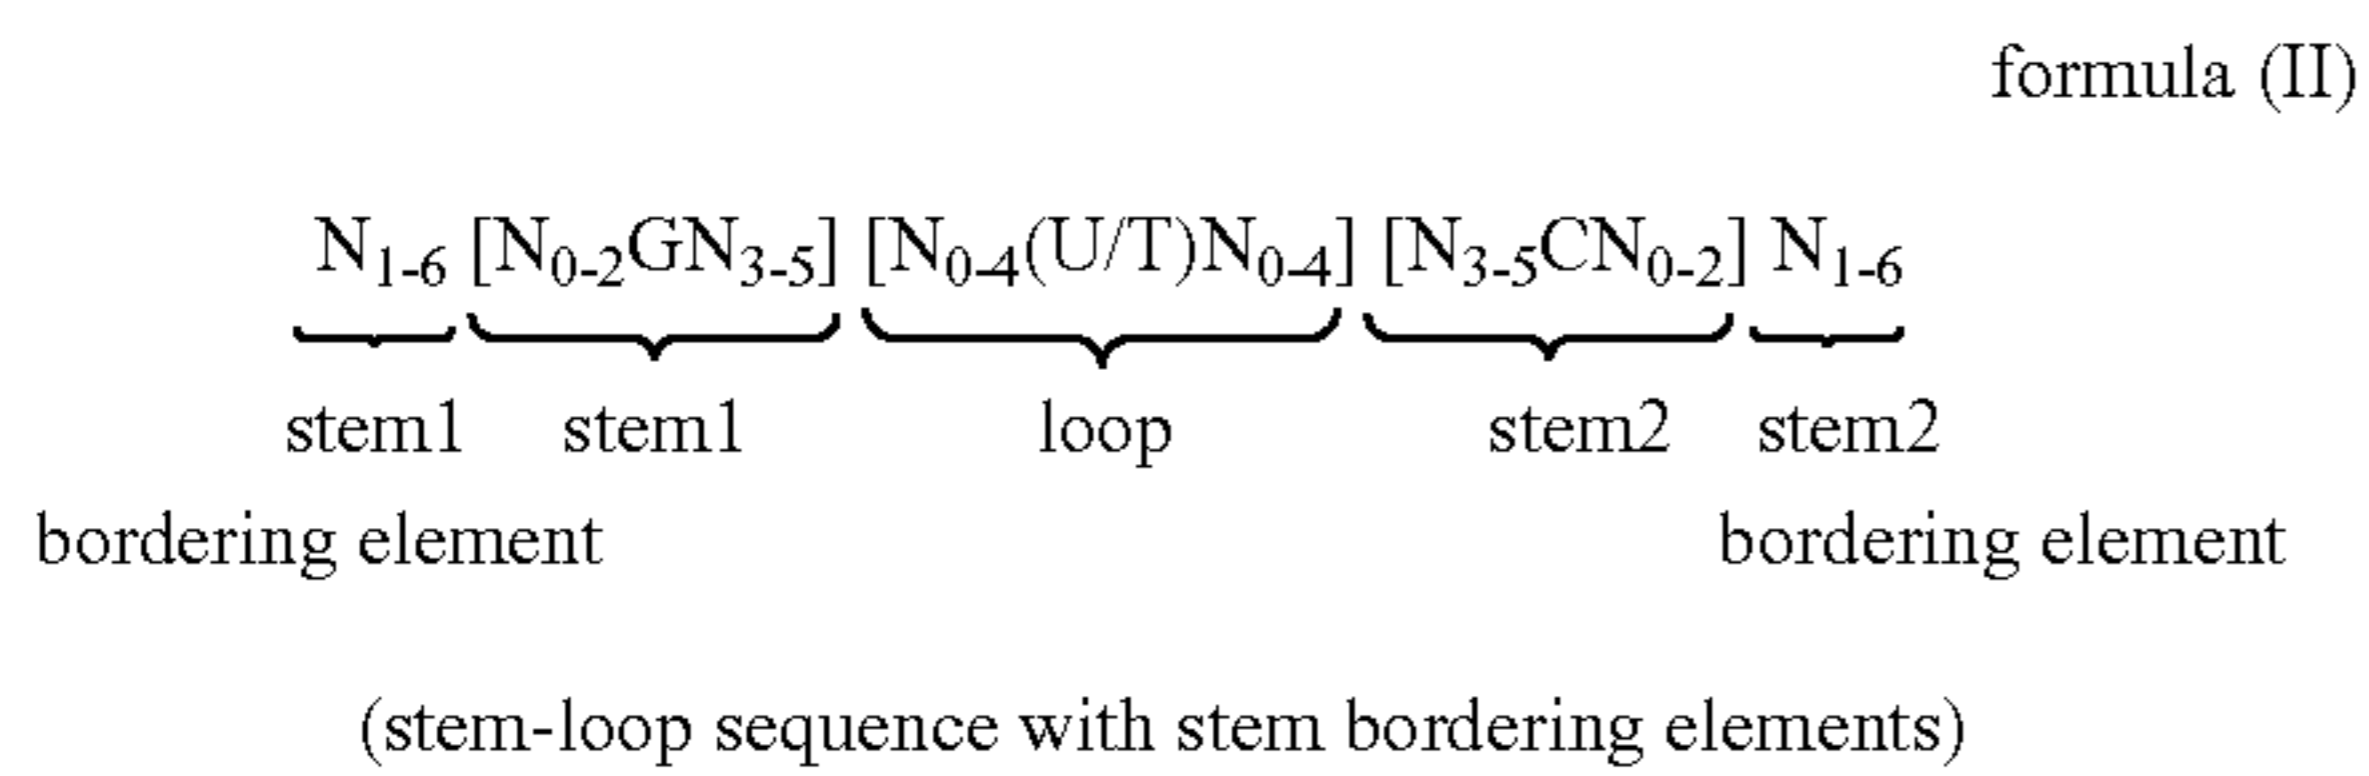 formula (II)
N1-6 [N0-2GN3-5] [N0-4(U/T)N0-4] [N3-5CN0-2] N1-6
stem1 stem1 loop stem2 stem2
bordering element bordering element
(stem-loop sequence with stem bordering elements)